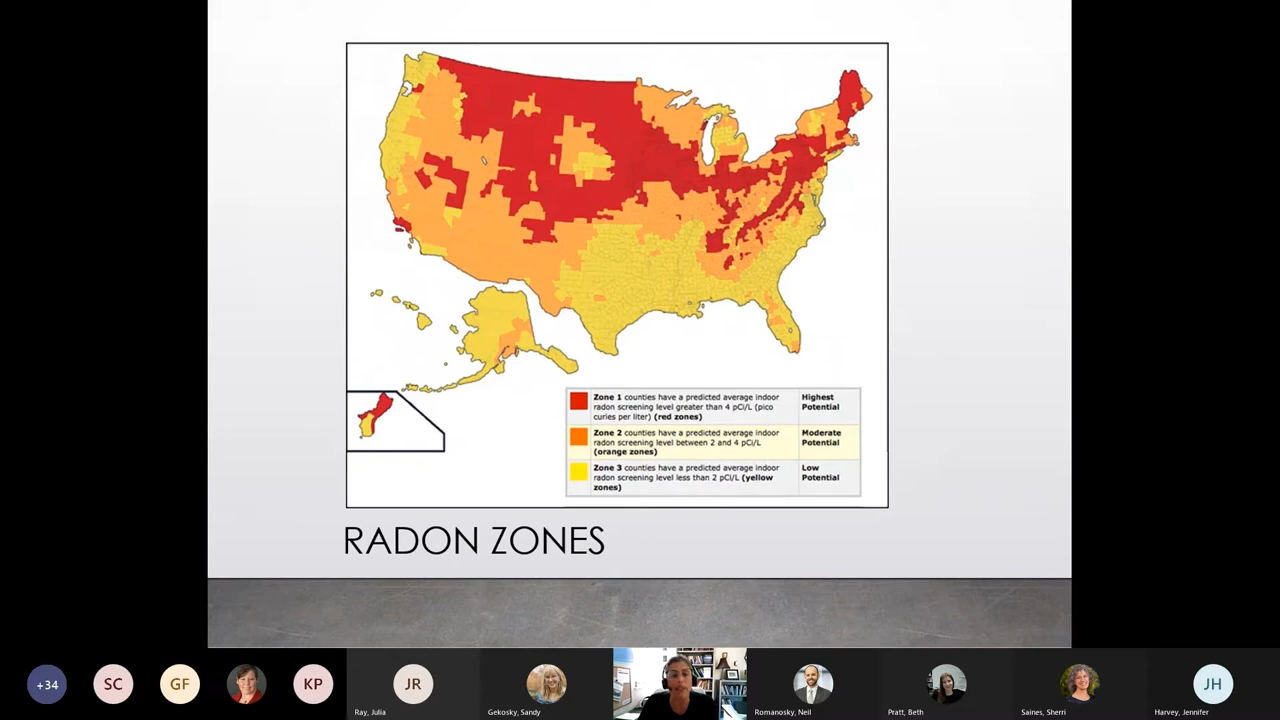 Zone 1 counties have a predicted average indoor
radon screening level greater than 4 pCi/L (pico
curies per liter) (red zones)
Highest
Potential
Zone 2 counties have a predicted average indoor
radon screening level between 2 and 4 pCi/L
(orange zones)
Moderate
Potential
Zone 3 counties have a predicted average indoor
radon screening level less than 2 pCi/L (yellow
zones)
Low
Potential
RADON ZONES
+34
SC
GF
KP
JR
Ray, Julia
Gekosky, Sandy
Romanosky, Neil
Pratt, Beth
Saines, Sherri
JH
Harvey, Jennifer